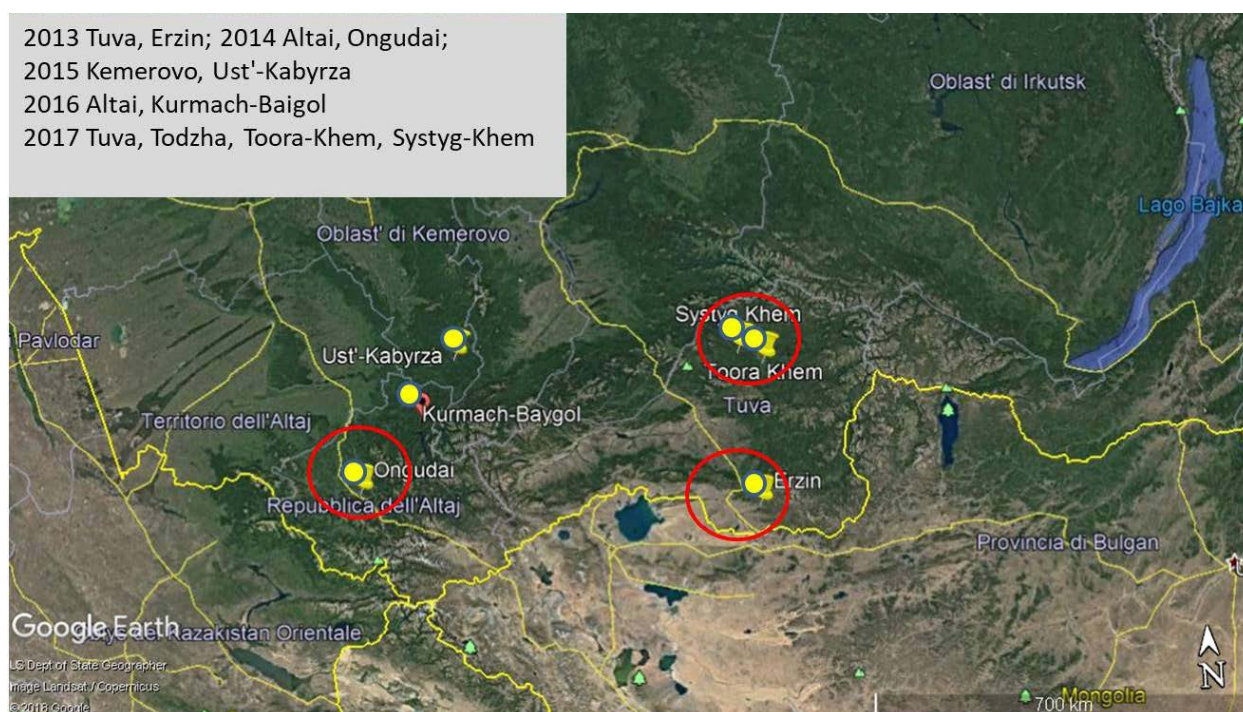 2013 Tuva, Erzin; 2014 Altai, Ongudai;
2015 Kemerovo, Ust'-Kabyrza
2016 Altai, Kurmach-Baigol
2017 Tuva, Todzha, Toora-Khem, Systyg-Khem
Oblast' di Irkutsk
Lago Bajka
Oblast' di Kemerovo
Systyg Khem
Pavlodar
Ust'-Kabyrza
Toora Khem
Tuva
Kurmach-Baygol
Territorio dell'Altaj
Ongudai
Erzin
Repubblica dell'Altaj
Provincia di Bulgan
Google Earth
del Kazakistan Orientale
US Dept of State Geographer
Image Landsat / Copernicus
© 2018 Google
N
700 km
Mongolia